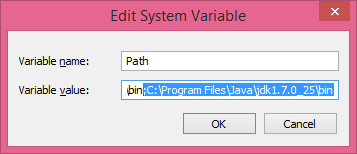 Edit System Variable
Variable name: Path
Variable value: \bin;C:\Program Files\Java\jdk1.7.0_25\bin
OK Cancel